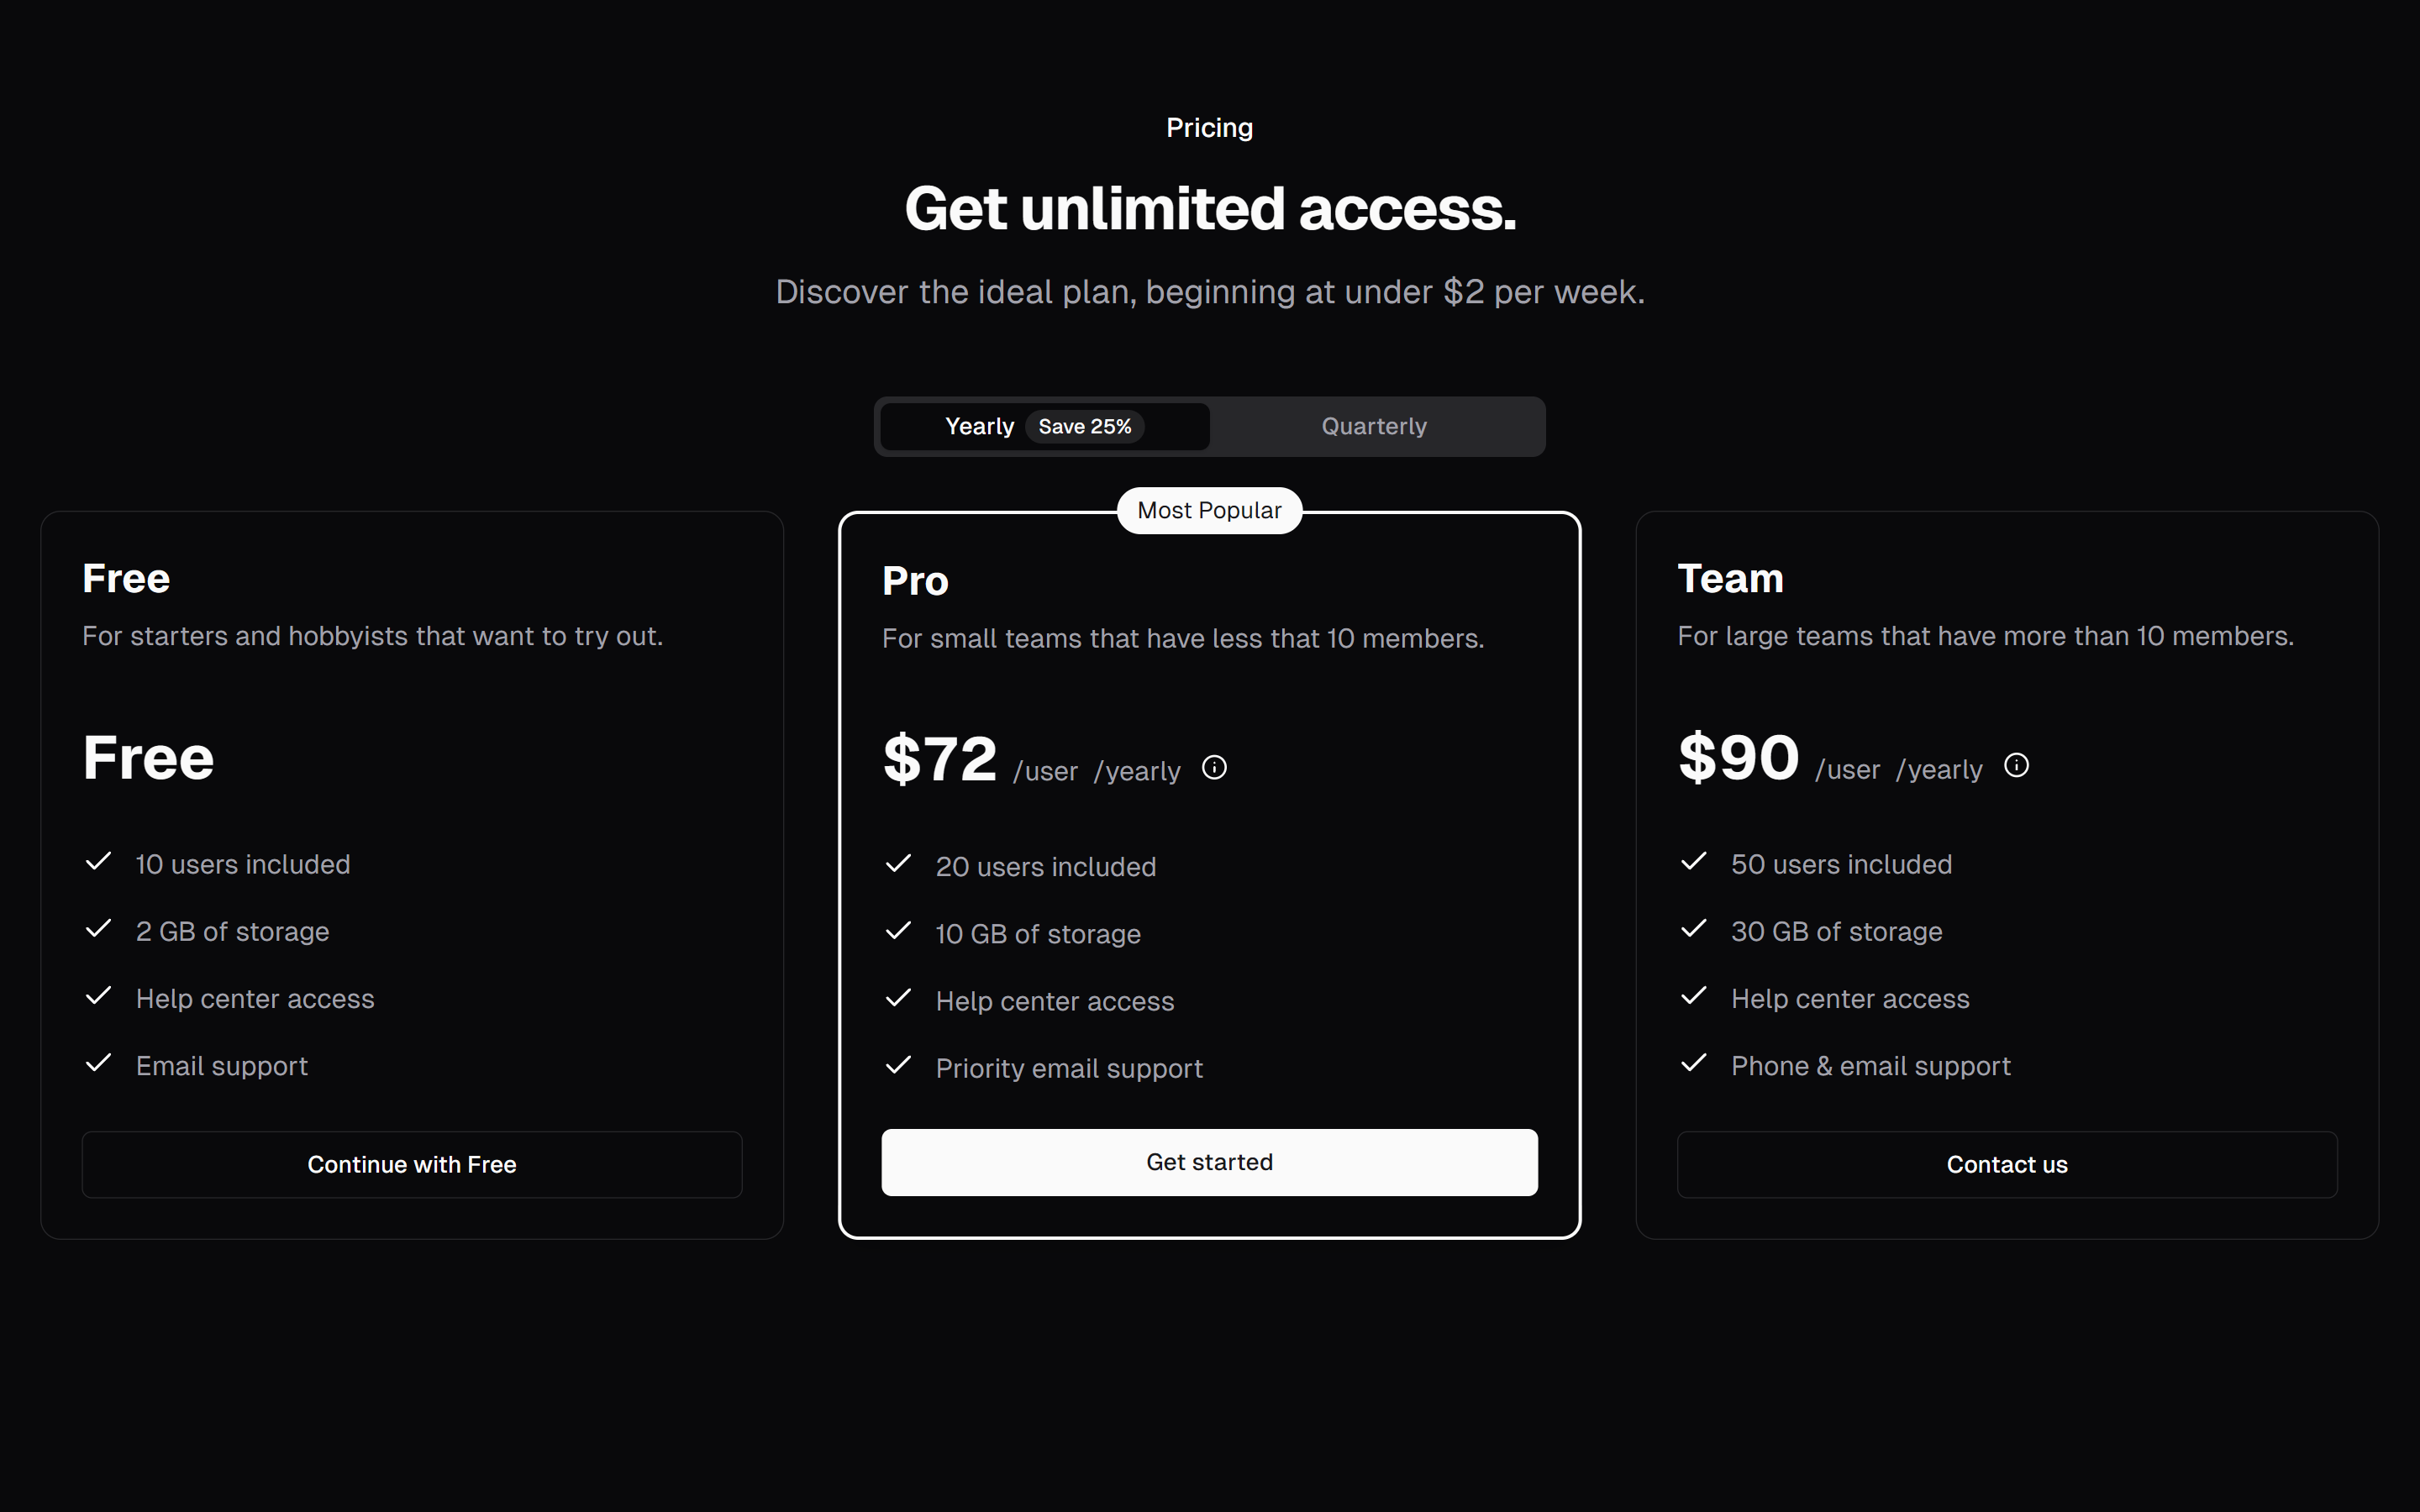 Pricing
Get unlimited access.
Discover the ideal plan, beginning at under $2 per week.
Yearly Save 25% Quarterly
Free
For starters and hobbyists that want to try out.
Free
10 users included
2 GB of storage
Help center access
Email support
Continue with Free
Most Popular
Pro
For small teams that have less that 10 members.
$72 /user /yearly
20 users included
10 GB of storage
Help center access
Priority email support
Get started
Team
For large teams that have more than 10 members.
$90 /user /yearly
50 users included
30 GB of storage
Help center access
Phone & email support
Contact us